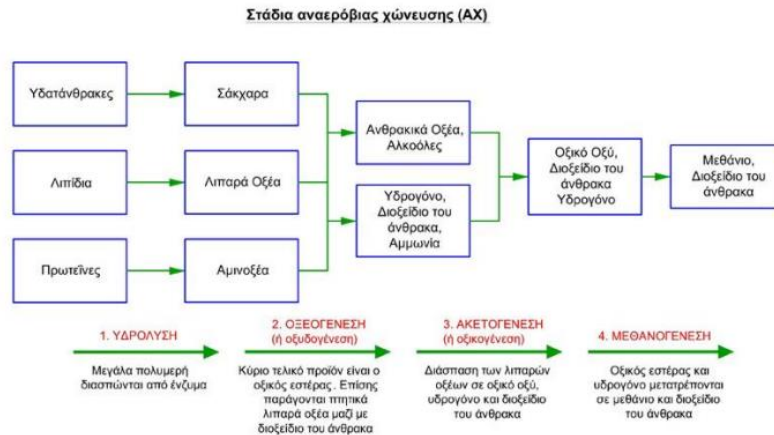 Στάδια αναερόβιας χώνευσης (ΑΧ)
Υδατάνθρακες
Σάκχαρα
Ανθρακικά Οξέα,
Αλκοόλες
Λιπίδια
Λιπαρά Οξέα
Υδρογόνο,
Διοξείδιο του
άνθρακα,
Αμμωνία
Οξικό Οξύ,
Διοξείδιο του
άνθρακα
Υδρογόνο
Μεθάνιο,
Διοξείδιο του
άνθρακα
Πρωτεΐνες
Αμινοξέα
1. ΥΔΡΟΛΥΣΗ
Μεγάλα πολυμερή
διασπώνται από ένζυμα
2. ΟΞΕΟΓΕΝΕΣΗ
(ή οξυδογένεση)
Κύριο τελικό προϊόν είναι ο
οξικός εστέρας. Επίσης
παράγονται πτητικά
λιπαρά οξέα μαζί με
διοξείδιο του άνθρακα
3. ΑΚΕΤΟΓΕΝΕΣΗ
(ή οξικογένεση)
Διάσπαση των λιπαρών
οξέων σε οξικό οξύ,
υδρογόνο και διοξείδιο
του άνθρακα
4. ΜΕΘΑΝΟΓΕΝΕΣΗ
Οξικός εστέρας και
υδρογόνο μετατρέπονται
σε μεθάνιο και διοξείδιο
του άνθρακα